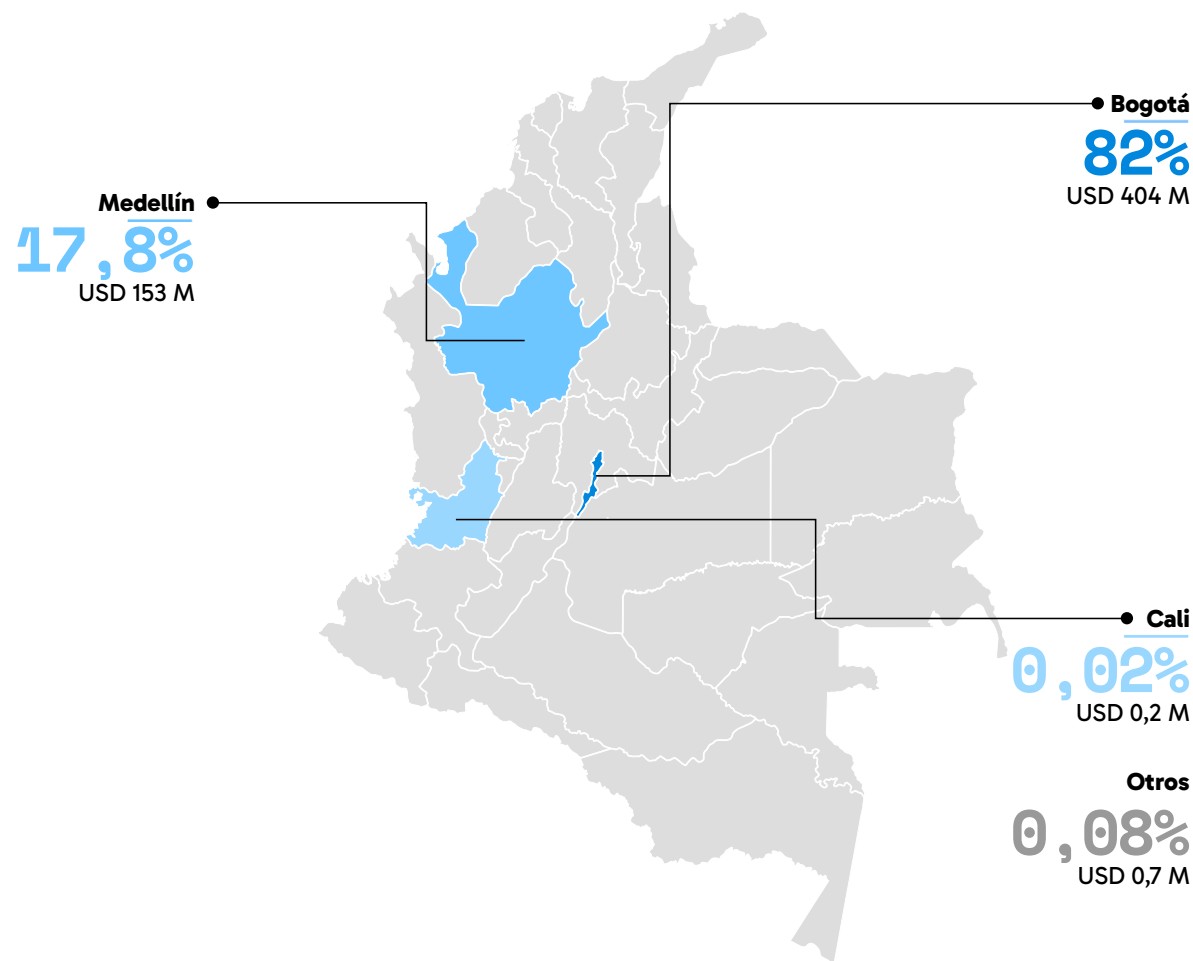 Bogotá
82%
USD 404 M
Medellín
17,8%
USD 153 M
Cali
0,02%
USD 0,2 M
Otros
0,08%
USD 0,7 M